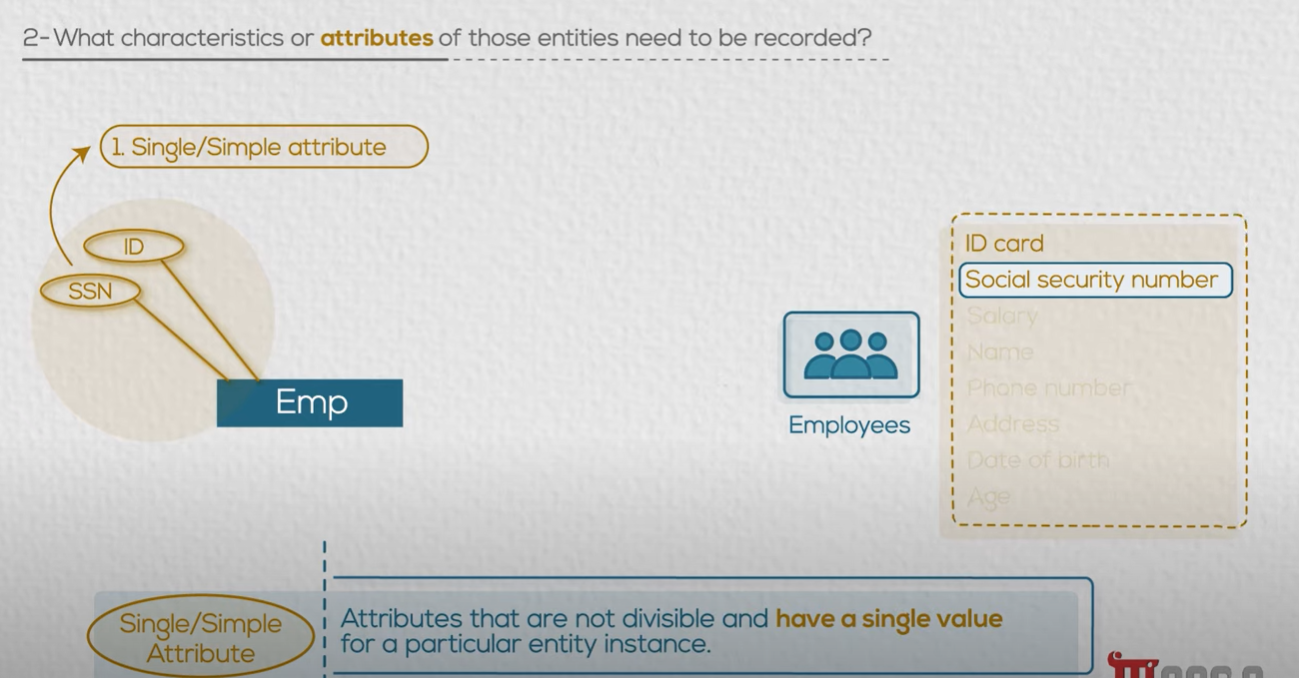 2- What characteristics or attributes of those entities need to be recorded?
1. Single/Simple attribute
ID
SSN
Emp
Employees
ID card
Social security number
Salary
Name
Phone number
Address
Date of birth
Age
Single/Simple
Attribute
Attributes that are not divisible and have a single value
for a particular entity instance.